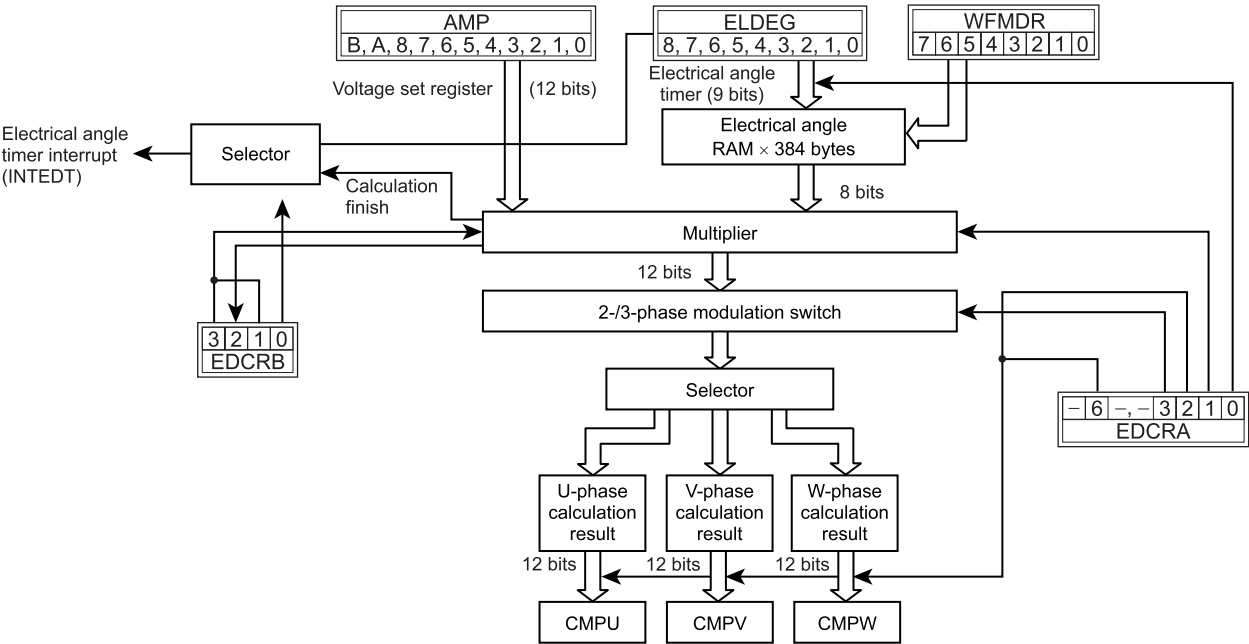 AMP
B, A, 8, 7, 6, 5, 4, 3, 2, 1, 0
ELDEG
8, 7, 6, 5, 4, 3, 2, 1, 0
WFMDR
7 6 5 4 3 2 1 0
Voltage set register
(12 bits)
Electrical angle
timer (9 bits)
Electrical angle
timer interrupt
(INTEDT)
Selector
Electrical angle
RAM × 384 bytes
Calculation
finish
8 bits
Multiplier
12 bits
2-/3-phase modulation switch
3 2 1 0
EDCRB
Selector
– 6 –, – 3 2 1 0
EDCRA
U-phase
calculation
result
V-phase
calculation
result
W-phase
calculation
result
12 bits
12 bits
12 bits
CMPU
CMPV
CMPW